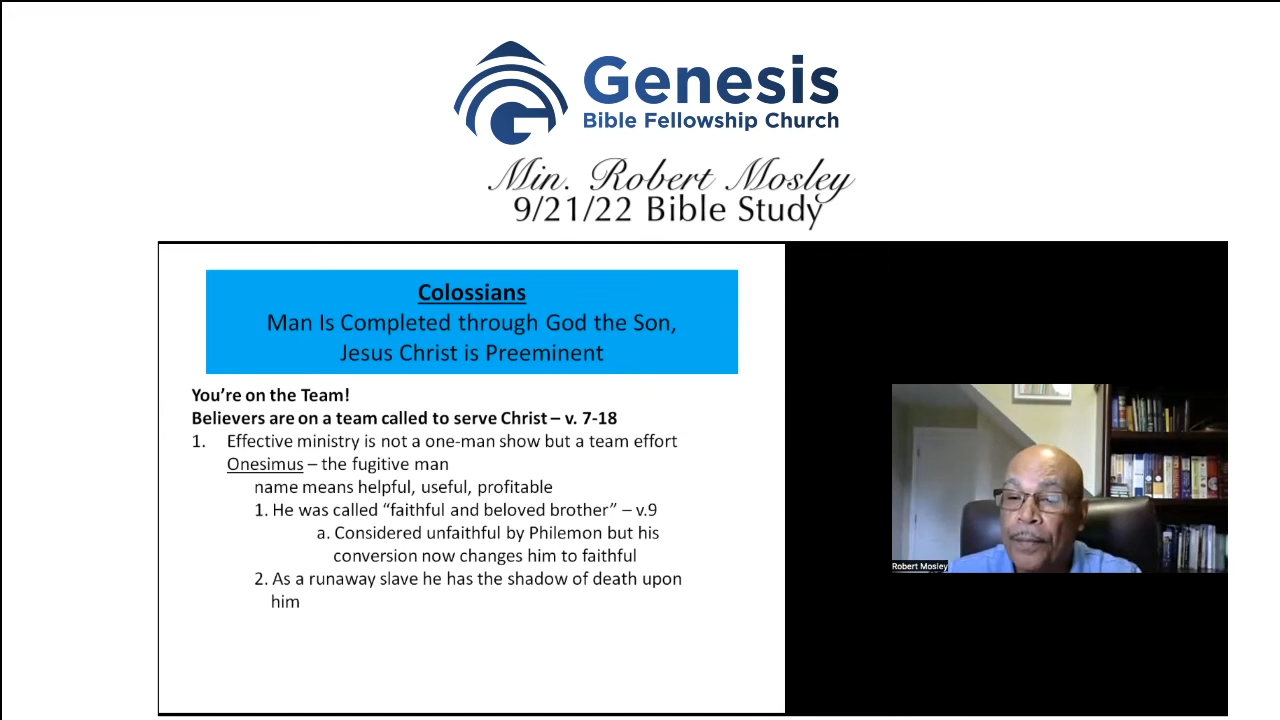 Genesis
Bible Fellowship Church
Min. Robert Mosley
9/21/22 Bible Study
Colossians
Man Is Completed through God the Son,
Jesus Christ is Preeminent
You’re on the Team!
Believers are on a team called to serve Christ – v. 7-18
1. Effective ministry is not a one-man show but a team effort
Onesimus – the fugitive man
name means helpful, useful, profitable
1. He was called “faithful and beloved brother” – v.9
a. Considered unfaithful by Philemon but his
conversion now changes him to faithful
2. As a runaway slave he has the shadow of death upon
him
Robert Mosley